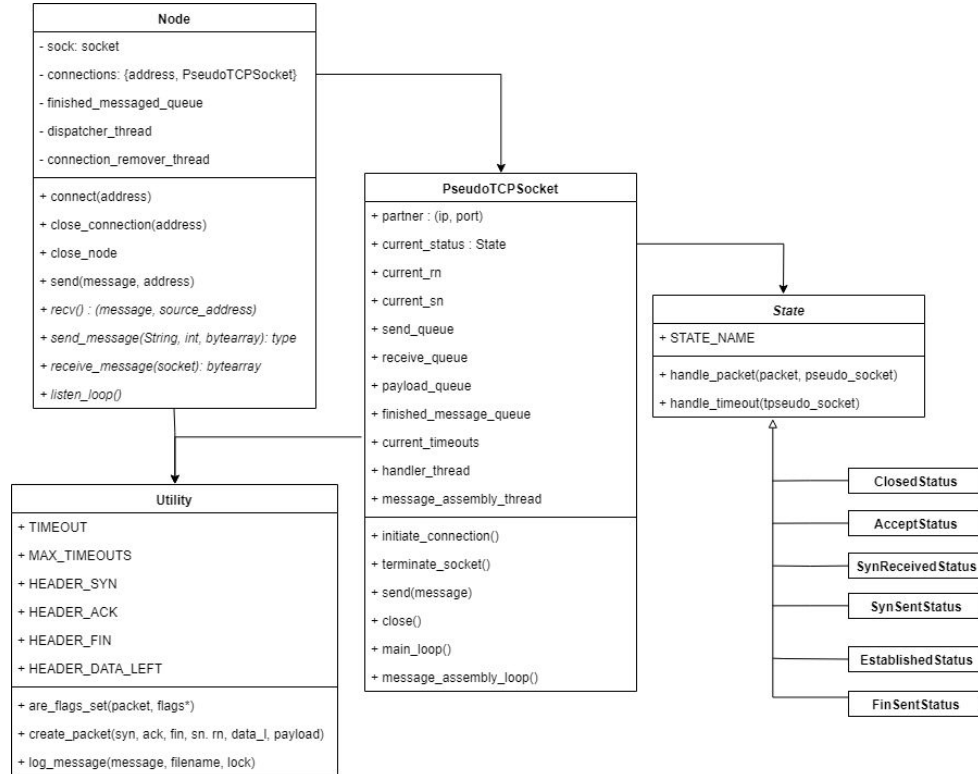 Node
- sock: socket
- connections: {address, PseudoTCPSocket}
- finished_messaged_queue
- dispatcher_thread
- connection_remover_thread
+ connect(address)
+ close_connection(address)
+ close_node
+ send(message, address)
+ recv() : (message, source_address)
+ send_message(String, int, bytearray): type
+ receive_message(socket): bytearray
+ listen_loop()
PseudoTCPSocket
+ partner : (ip, port)
+ current_status : State
+ current_rn
+ current_sn
+ send_queue
+ receive_queue
+ payload_queue
+ finished_message_queue
+ current_timeouts
+ handler_thread
+ message_assembly_thread
+ initiate_connection()
+ terminate_socket()
+ send(message)
+ close()
+ main_loop()
+ message_assembly_loop()
State
+ STATE_NAME
+ handle_packet(packet, pseudo_socket)
+ handle_timeout(tpseudo_socket)
ClosedStatus
AcceptStatus
SynReceivedStatus
SynSentStatus
EstablishedStatus
FinSentStatus
Utility
+ TIMEOUT
+ MAX_TIMEOUTS
+ HEADER_SYN
+ HEADER_ACK
+ HEADER_FIN
+ HEADER_DATA_LEFT
+ are_flags_set(packet, flags*)
+ create_packet(syn, ack, fin, sn. rn, data_l, payload)
+ log_message(message, filename, lock)